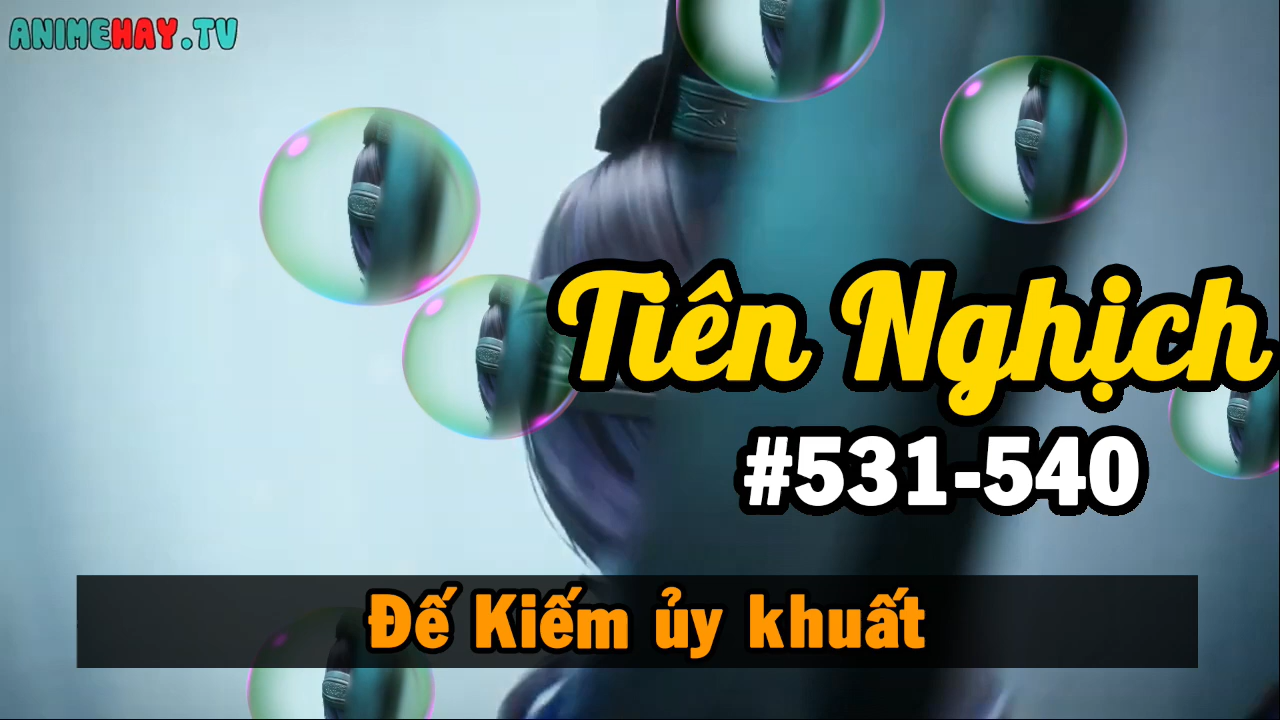 ANIMEHAY.TV
Tiên Nghịch
#531-540
Đế Kiếm ủy khuất